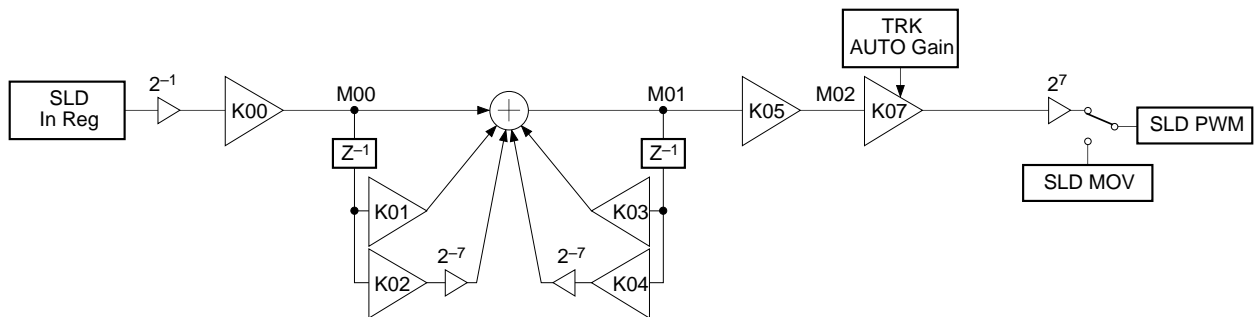 TRK
AUTO Gain
SLD
In Reg
2⁻¹
K00
M00
M01
K05
M02
K07
2⁷
SLD PWM
Z⁻¹
Z⁻¹
SLD MOV
K01
K03
K02
2⁻⁷
2⁻⁷
K04